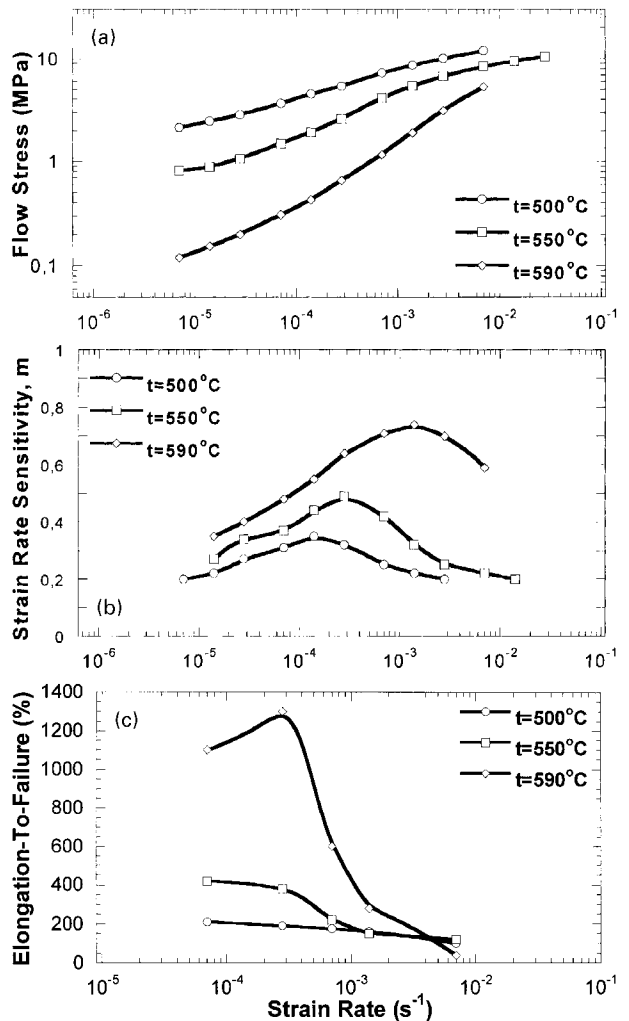 (a)
Flow Stress (MPa)
10
1
0,1
t=500°C
t=550°C
t=590°C
10⁻⁶ 10⁻⁵ 10⁻⁴ 10⁻³ 10⁻² 10⁻¹
Strain Rate Sensitivity, m
1
0,8
0,6
0,4
0,2
0
t=500°C
t=550°C
t=590°C
(b)
10⁻⁶ 10⁻⁵ 10⁻⁴ 10⁻³ 10⁻² 10⁻¹
Elongation-To-Failure (%)
1400
1200
1000
800
600
400
200
0
(c)
t=500°C
t=550°C
t=590°C
10⁻⁵ 10⁻⁴ 10⁻³ 10⁻² 10⁻¹
Strain Rate (s⁻¹)